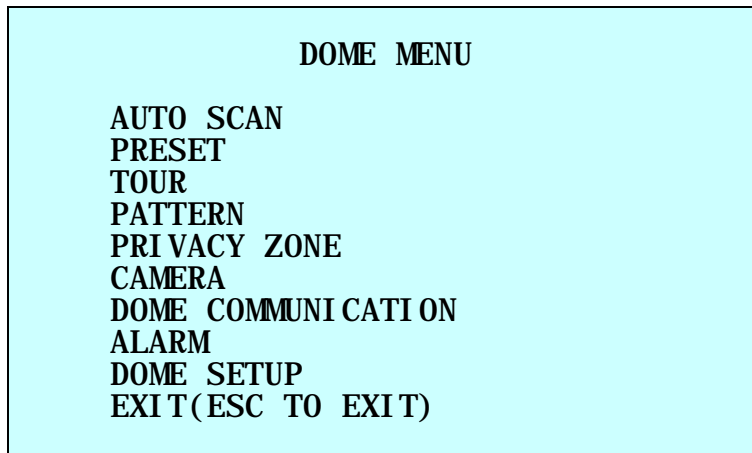 DOME MENU
AUTO SCAN
PRESET
TOUR
PATTERN
PRIVACY ZONE
CAMERA
DOME COMMUNICATION
ALARM
DOME SETUP
EXIT(ESC TO EXIT)